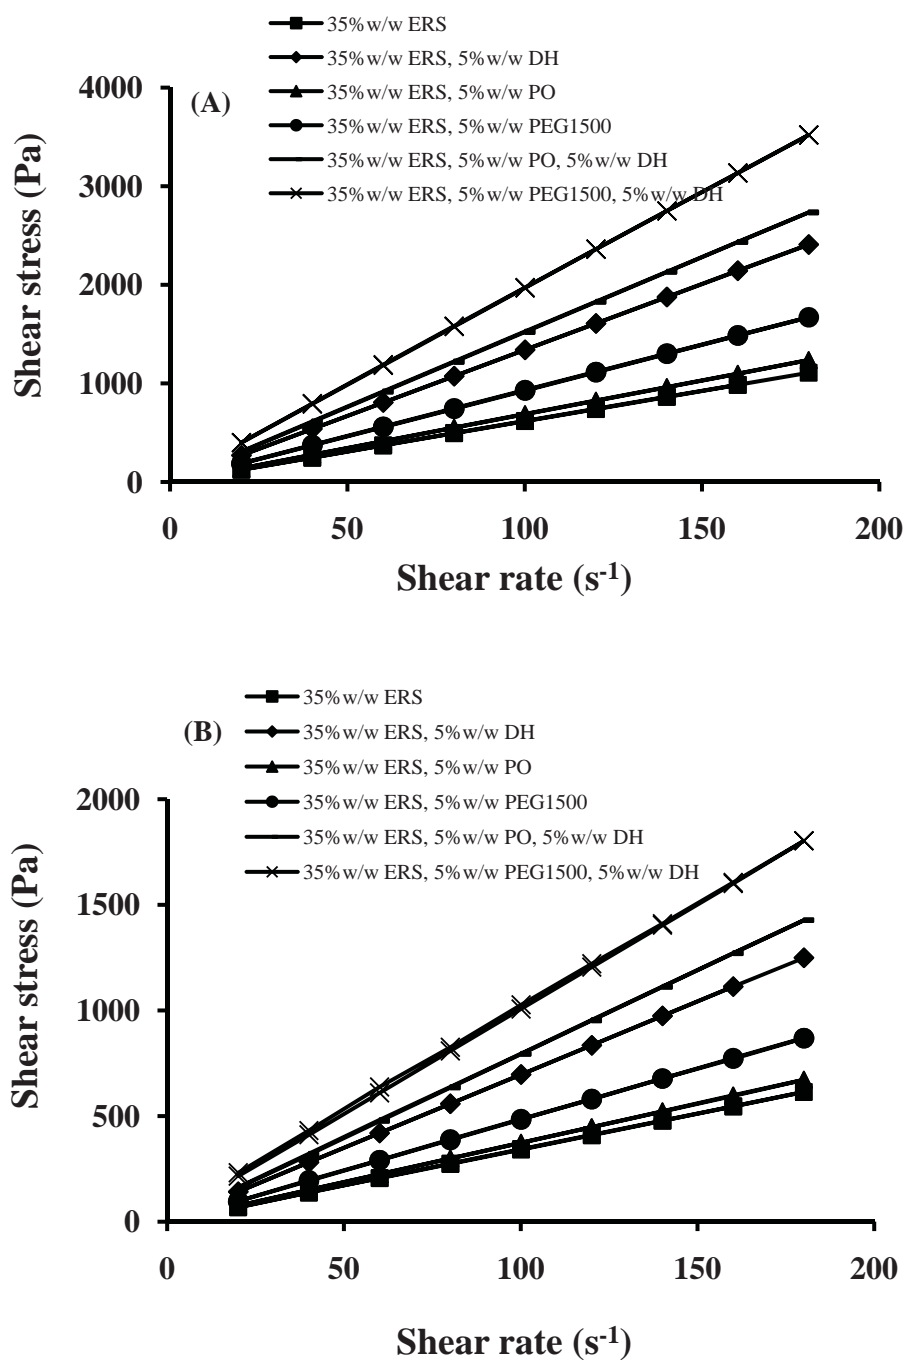 35%w/w ERS
35%w/w ERS, 5%w/w DH
(A)
35%w/w ERS, 5%w/w PO
35%w/w ERS, 5%w/w PEG1500
35%w/w ERS, 5%w/w PO, 5%w/w DH
35%w/w ERS, 5%w/w PEG1500, 5%w/w DH
Shear stress (Pa)
4000
3000
2000
1000
0
0 50 100 150 200
Shear rate (s-1)
35%w/w ERS
(B)
35%w/w ERS, 5%w/w DH
35%w/w ERS, 5%w/w PO
35%w/w ERS, 5%w/w PEG1500
35%w/w ERS, 5%w/w PO, 5%w/w DH
35%w/w ERS, 5%w/w PEG1500, 5%w/w DH
Shear stress (Pa)
2000
1500
1000
500
0
0 50 100 150 200
Shear rate (s-1)